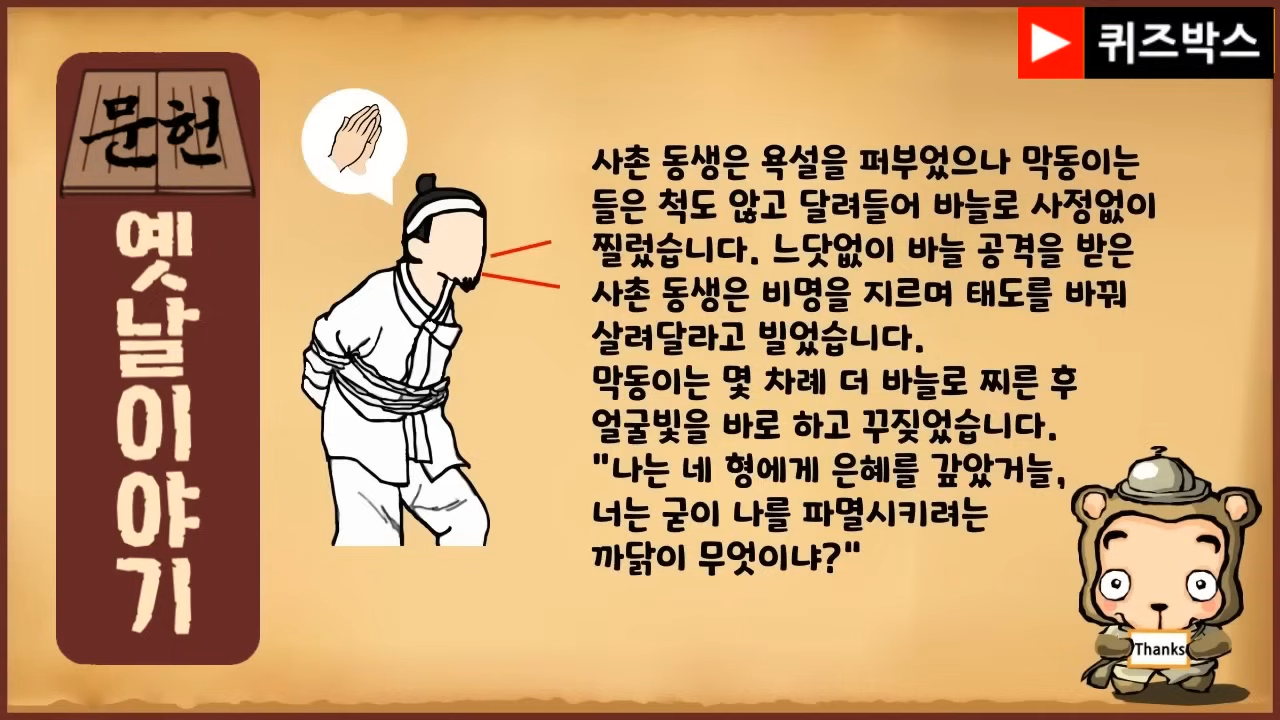 퀴즈박스
문헌
옛날이야기
사촌 동생은 욕설을 퍼부었으나 막동이는
들은 척도 않고 달려들어 바늘로 사정없이
찔렀습니다. 느닷없이 바늘 공격을 받은
사촌 동생은 비명을 지르며 태도를 바꿔
살려달라고 빌었습니다.
막동이는 몇 차례 더 바늘로 찌른 후
얼굴빛을 바로 하고 꾸짖었습니다.
"나는 네 형에게 은혜를 갚았거늘,
너는 굳이 나를 파멸시키려는
까닭이 무엇이냐?"
Thanks